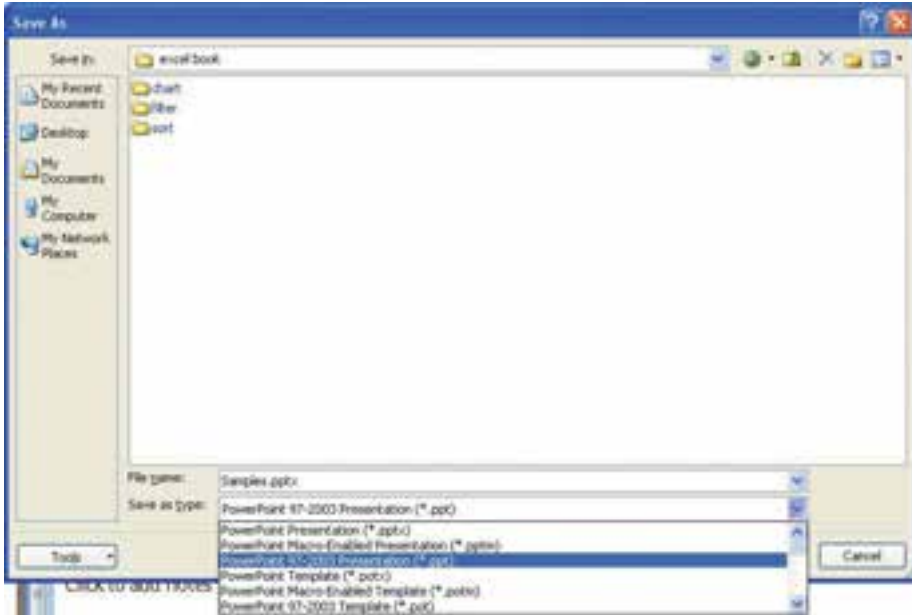 Save As
Save in:
excel book
My Recent
Documents
Desktop
My
Documents
My
Computer
My Network
Places
chart
filter
sort
File name:
Samples.pptx
Save as type:
PowerPoint 97-2003 Presentation (*.ppt)
PowerPoint Presentation (*.pptx)
PowerPoint Macro-Enabled Presentation (*.pptm)
PowerPoint 97-2003 Presentation (*.ppt)
PowerPoint Template (*.potx)
PowerPoint Macro-Enabled Template (*.potm)
PowerPoint 97-2003 Template (*.pot)
Tools
Cancel
Click to add notes